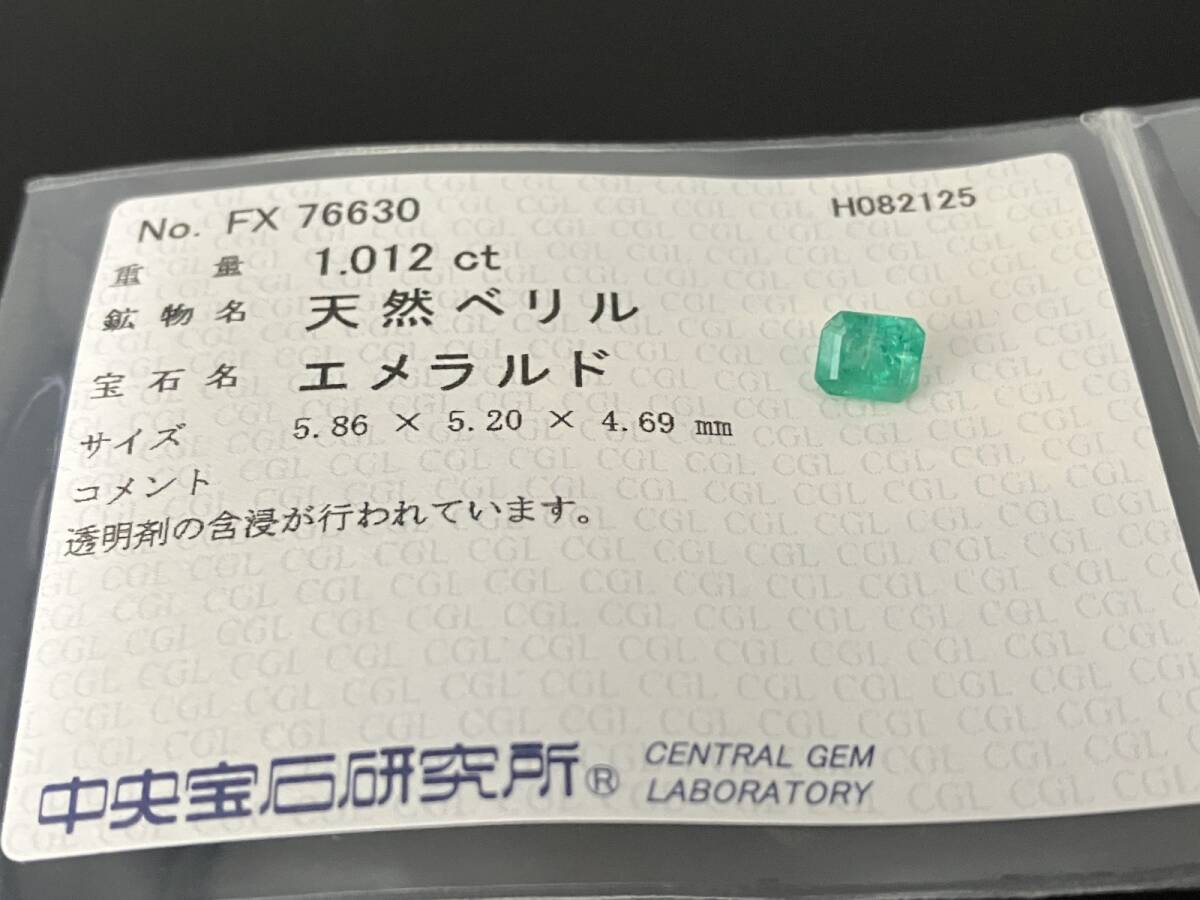 No. FX 76630
H082125
重量 1.012 ct
鉱物名 天然ベリル
宝石名 エメラルド
サイズ 5.86 × 5.20 × 4.69 mm
コメント
透明剤の含浸が行われています。
中央宝石研究所® CENTRAL GEM
LABORATORY